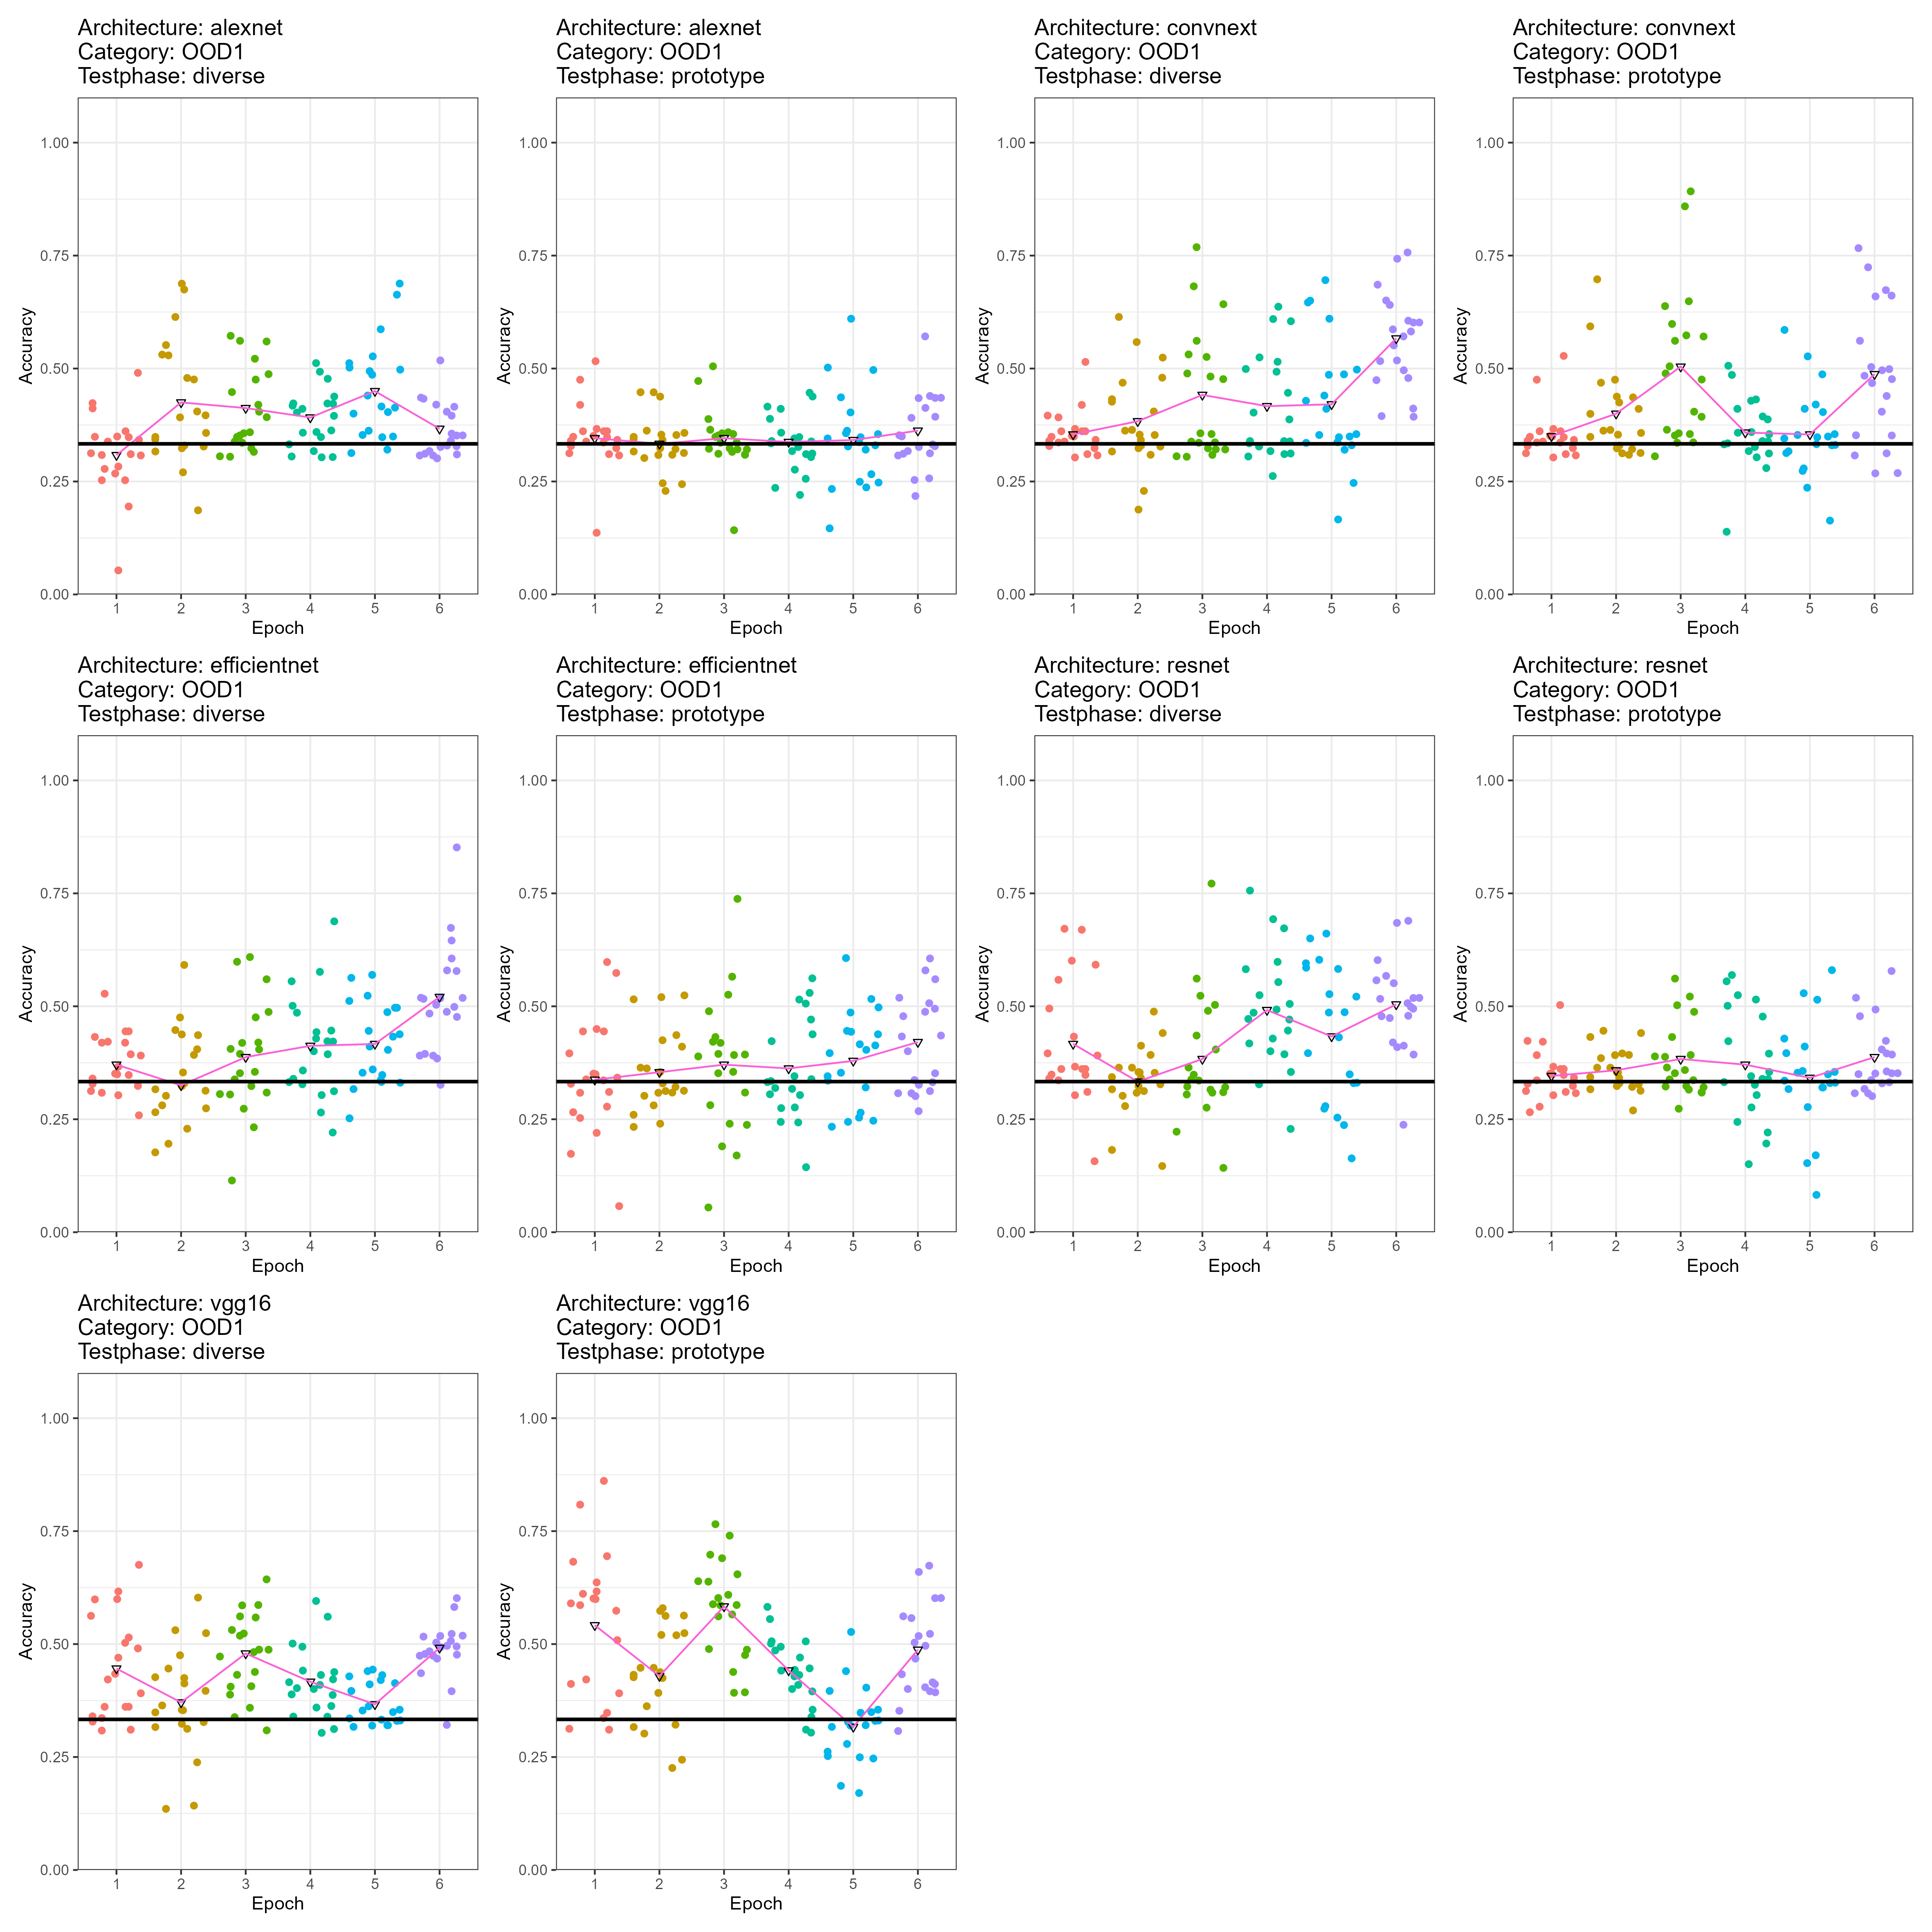 Architecture: alexnet
Category: OOD1
Testphase: diverse
1.00
0.75
0.50
0.25
0.00
Accuracy
1 2 3 4 5 6
Epoch
Architecture: alexnet
Category: OOD1
Testphase: prototype
1.00
0.75
0.50
0.25
0.00
Accuracy
1 2 3 4 5 6
Epoch
Architecture: convnext
Category: OOD1
Testphase: diverse
1.00
0.75
0.50
0.25
0.00
Accuracy
1 2 3 4 5 6
Epoch
Architecture: convnext
Category: OOD1
Testphase: prototype
1.00
0.75
0.50
0.25
0.00
Accuracy
1 2 3 4 5 6
Epoch
Architecture: efficientnet
Category: OOD1
Testphase: diverse
1.00
0.75
0.50
0.25
0.00
Accuracy
1 2 3 4 5 6
Epoch
Architecture: efficientnet
Category: OOD1
Testphase: prototype
1.00
0.75
0.50
0.25
0.00
Accuracy
1 2 3 4 5 6
Epoch
Architecture: resnet
Category: OOD1
Testphase: diverse
1.00
0.75
0.50
0.25
0.00
Accuracy
1 2 3 4 5 6
Epoch
Architecture: resnet
Category: OOD1
Testphase: prototype
1.00
0.75
0.50
0.25
0.00
Accuracy
1 2 3 4 5 6
Epoch
Architecture: vgg16
Category: OOD1
Testphase: diverse
1.00
0.75
0.50
0.25
0.00
Accuracy
1 2 3 4 5 6
Epoch
Architecture: vgg16
Category: OOD1
Testphase: prototype
1.00
0.75
0.50
0.25
0.00
Accuracy
1 2 3 4 5 6
Epoch